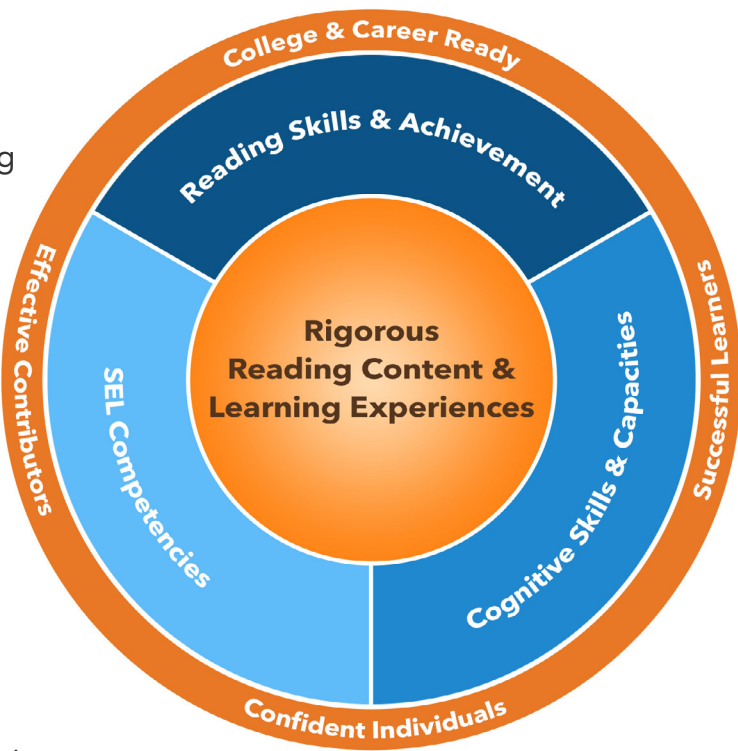 College & Career Ready
Reading Skills & Achievement
g
Effective Contributors
Successful Learners
Rigorous
Reading Content &
Learning Experiences
SEL Competencies
Cognitive Skills & Capacities
Confident Individuals